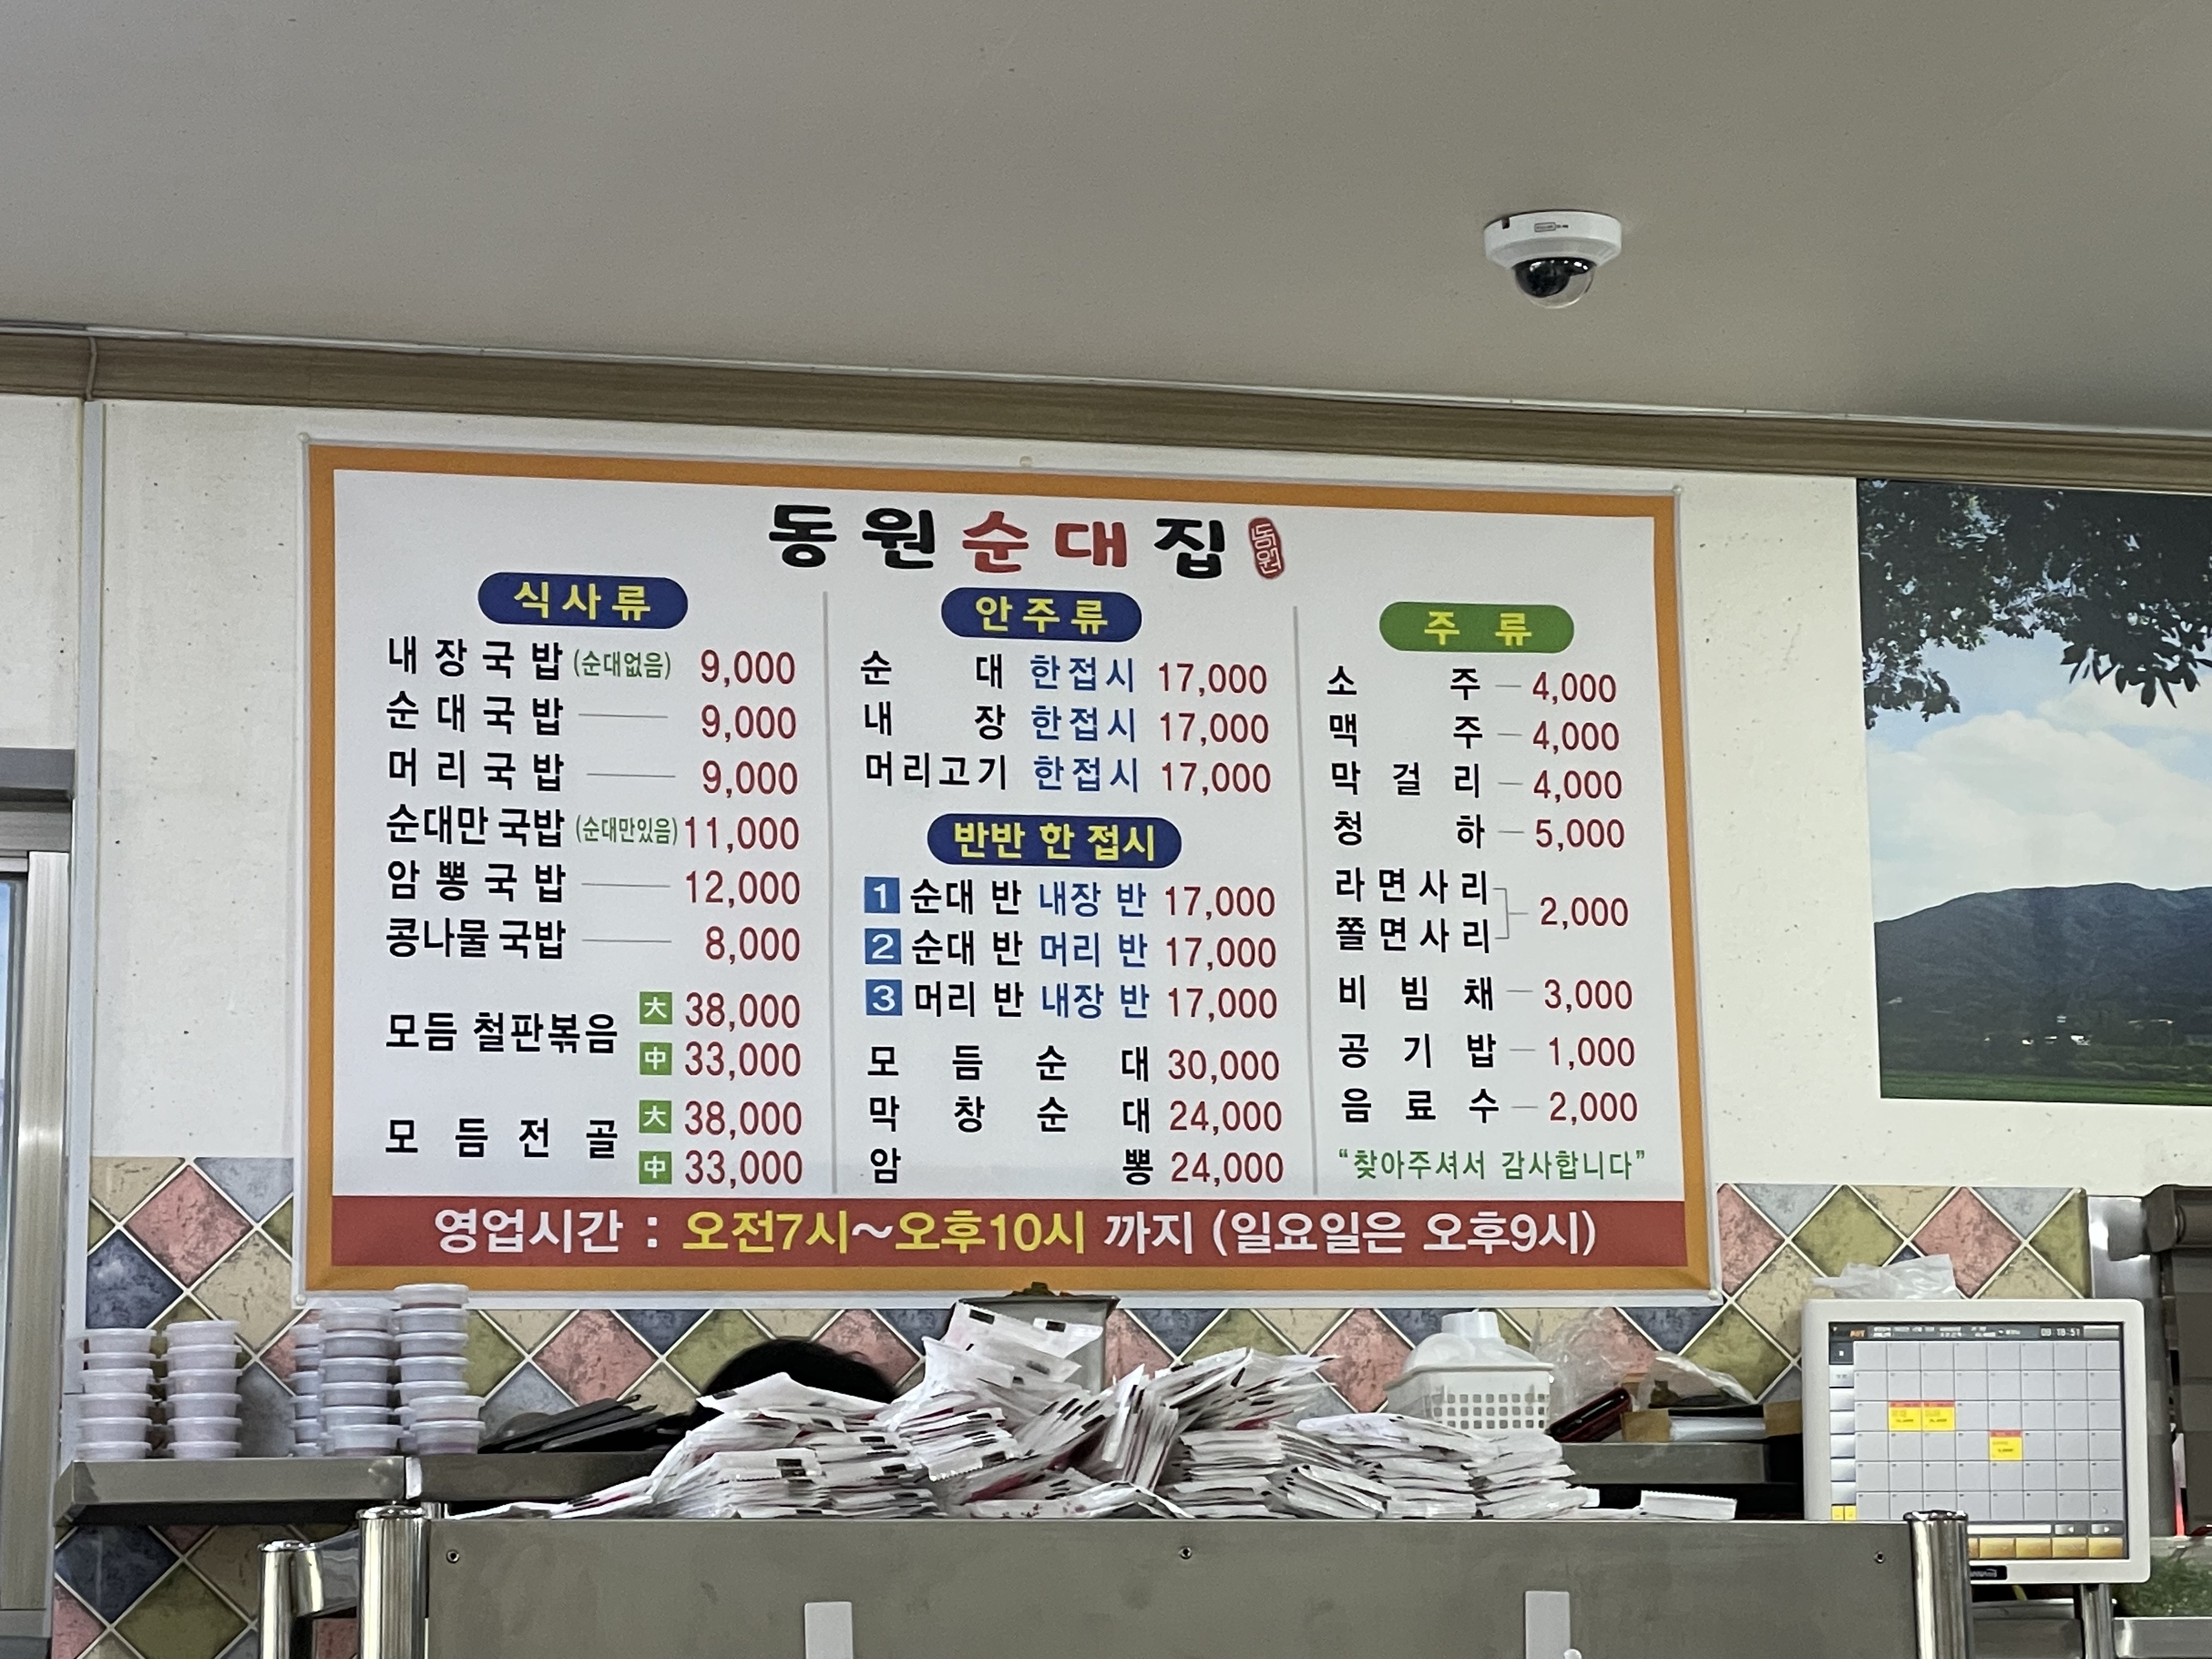 동원순대집 동원
식사류
내장국밥 (순대없음) 9,000
순대국밥 9,000
머리국밥 9,000
순대만 국밥 (순대만있음) 11,000
암뽕국밥 12,000
콩나물국밥 8,000
모듬 철판볶음 大 38,000
中 33,000
모듬전골 大 38,000
中 33,000
안주류
순대 한접시 17,000
내장 한접시 17,000
머리고기 한접시 17,000
반반 한 접시
1 순대 반 내장 반 17,000
2 순대 반 머리 반 17,000
3 머리 반 내장 반 17,000
모듬순대 30,000
막창순대 24,000
암뽕 24,000
주류
소주 4,000
맥주 4,000
막걸리 4,000
청하 5,000
라면사리
쫄면사리 2,000
비빔채 3,000
공기밥 1,000
음료수 2,000
“찾아주셔서 감사합니다”
영업시간 : 오전7시~오후10시 까지 (일요일은 오후9시)